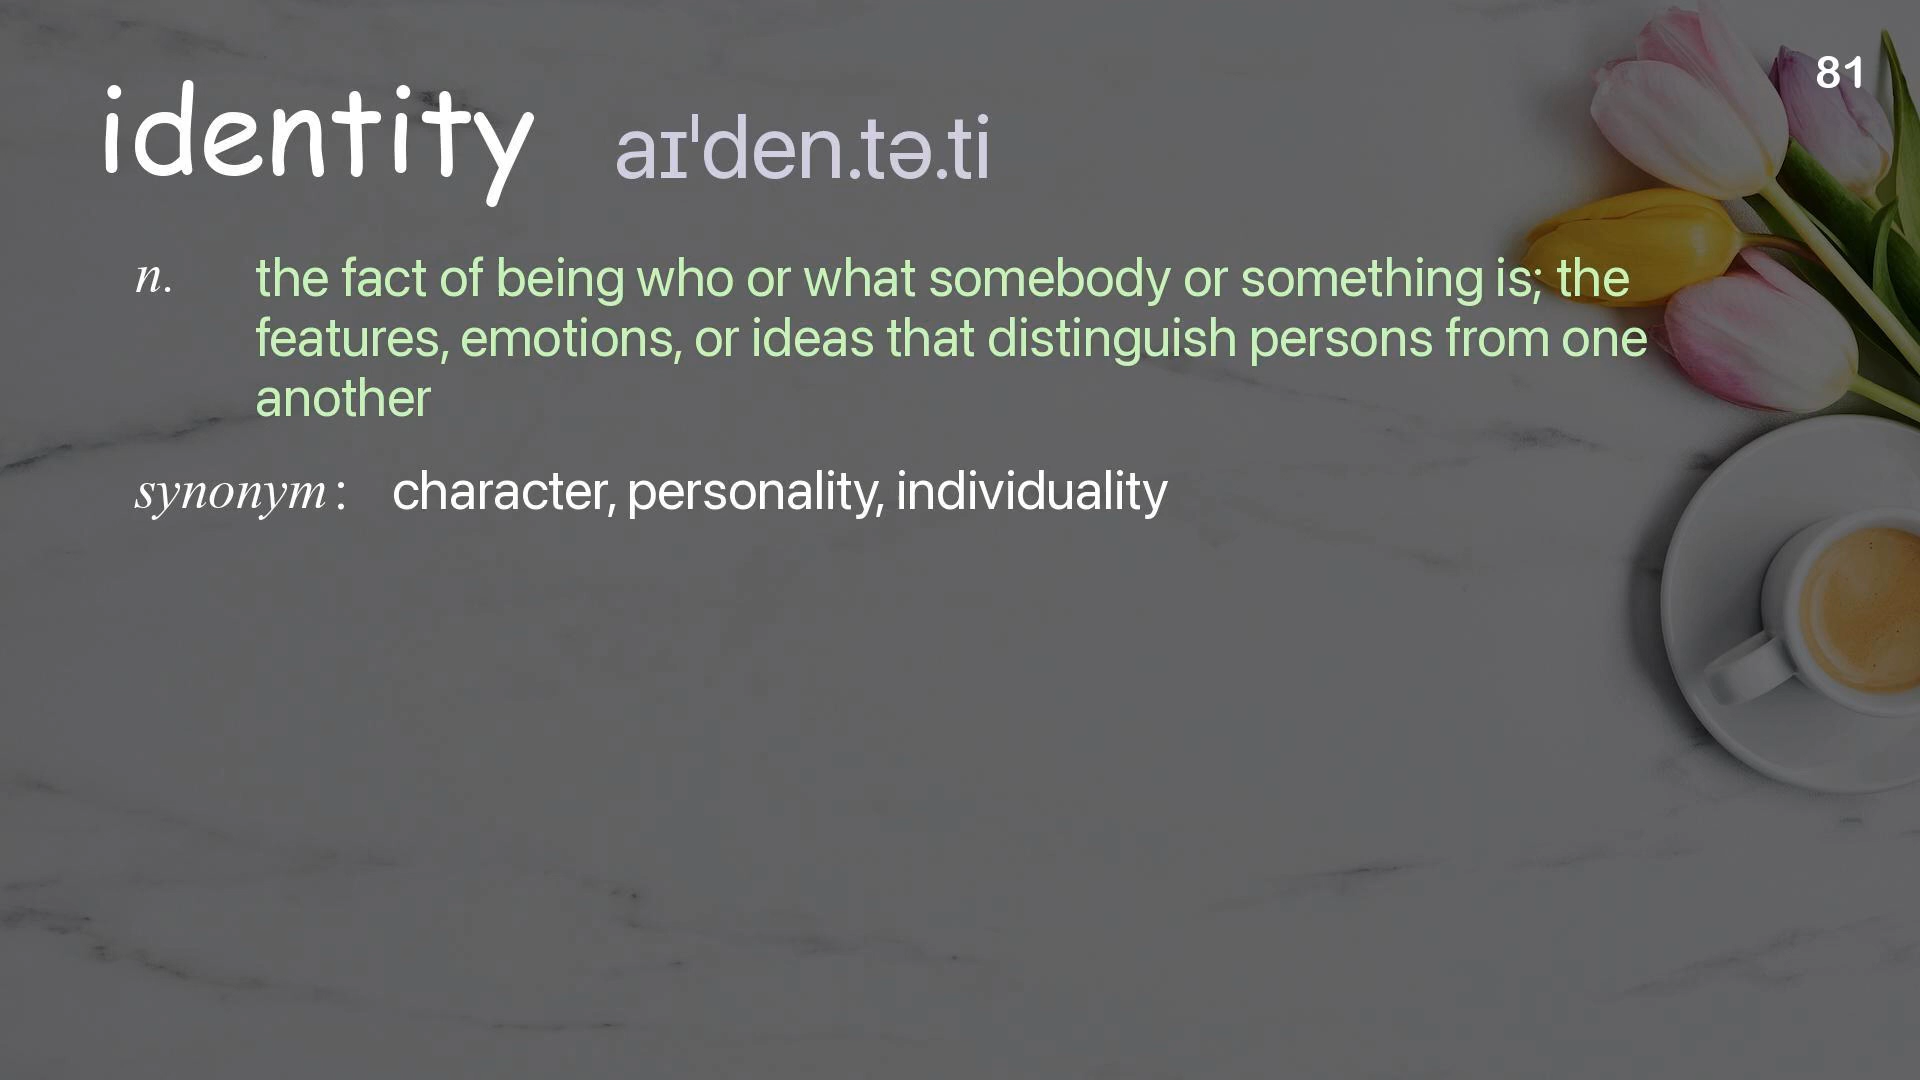 81
identity aɪˈden.tə.ti
n. the fact of being who or what somebody or something is; the
features, emotions, or ideas that distinguish persons from one
another
synonym: character, personality, individuality